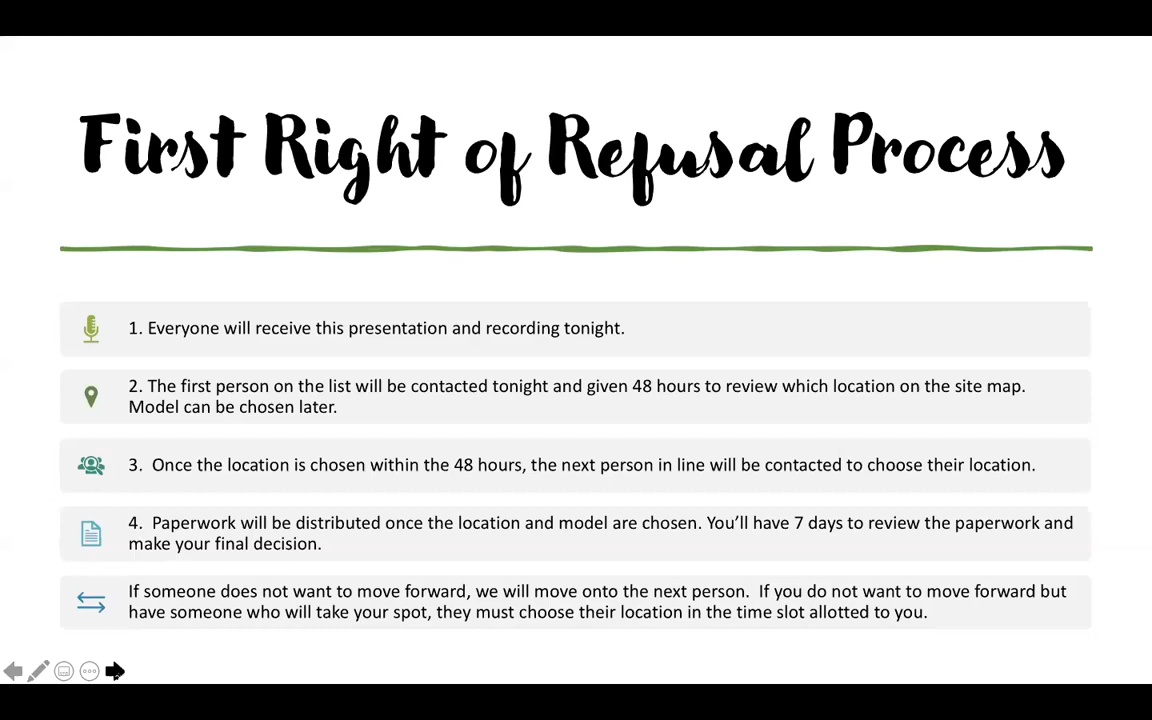 First Right of Refusal Process
1. Everyone will receive this presentation and recording tonight.
2. The first person on the list will be contacted tonight and given 48 hours to review which location on the site map.
Model can be chosen later.
3.  Once the location is chosen within the 48 hours, the next person in line will be contacted to choose their location.
4.  Paperwork will be distributed once the location and model are chosen. You’ll have 7 days to review the paperwork and
make your final decision.
If someone does not want to move forward, we will move onto the next person.  If you do not want to move forward but
have someone who will take your spot, they must choose their location in the time slot allotted to you.